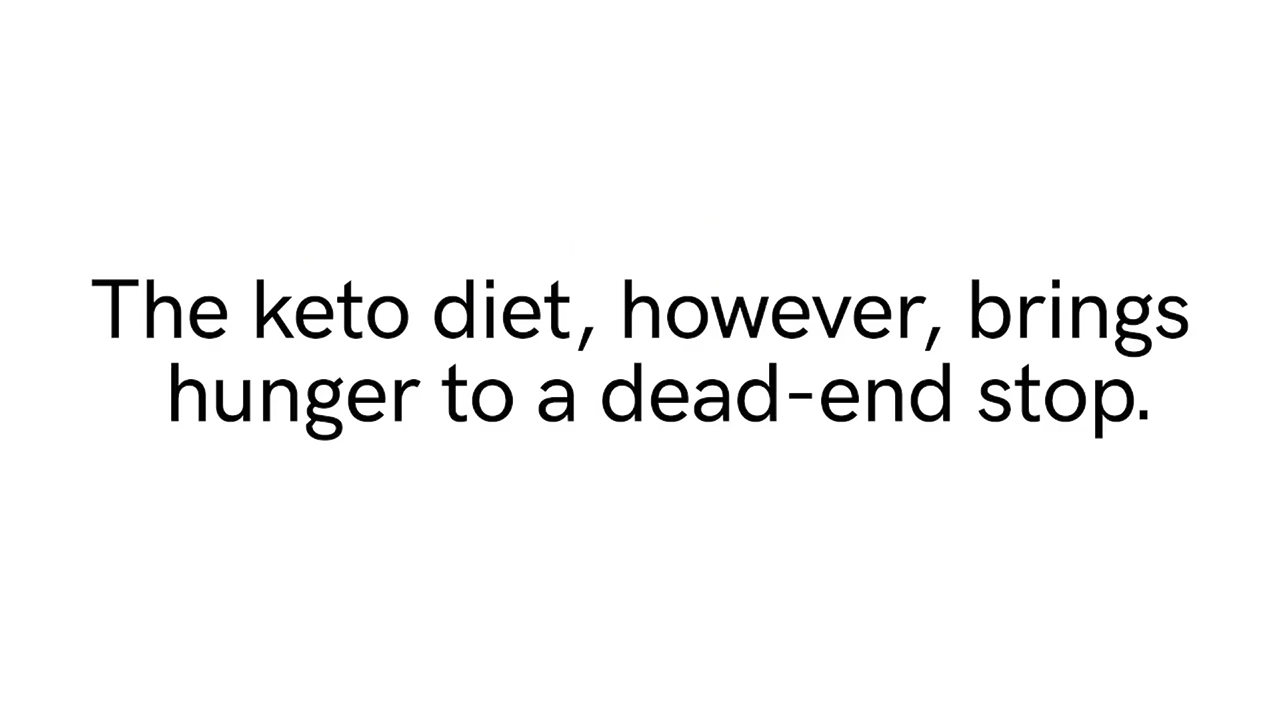 The keto diet, however, brings
hunger to a dead-end stop.